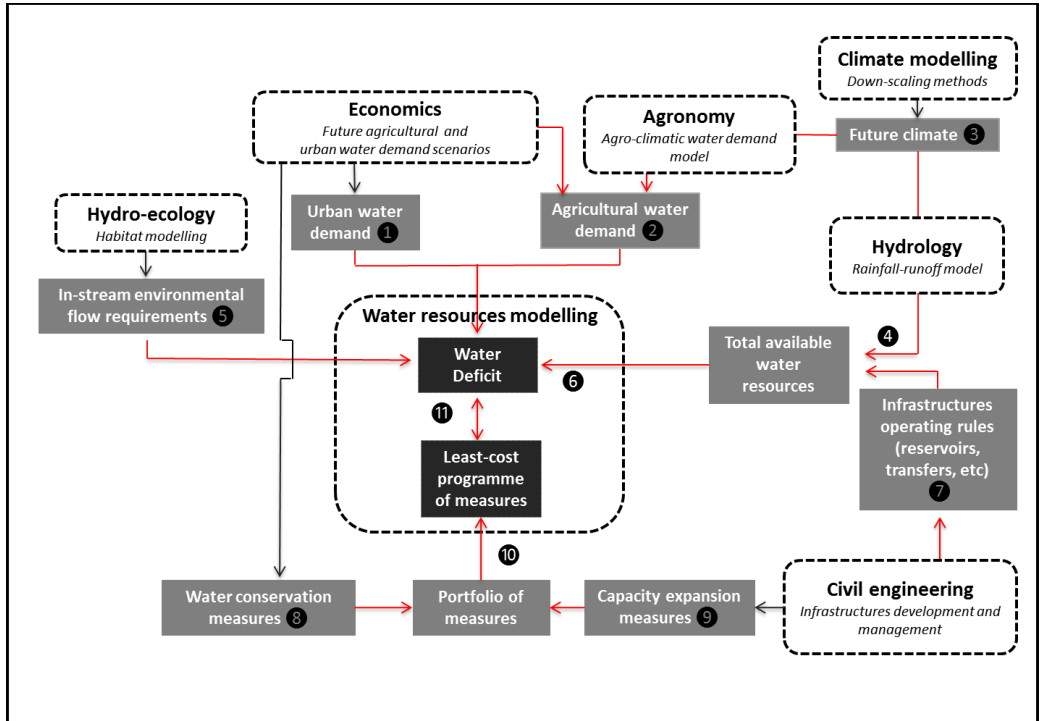 Climate modelling
Down-scaling methods
Economics
Future agricultural and
urban water demand scenarios
Agronomy
Agro-climatic water demand
model
Future climate 3
Hydro-ecology
Habitat modelling
Urban water
demand 1
Agricultural water
demand 2
Hydrology
Rainfall-runoff model
In-stream environmental
flow requirements 5
Water resources modelling
4
Water
Deficit
6
Total available
water
resources
11
Infrastructures
operating rules
(reservoirs,
transfers, etc)
7
Least-cost
programme
of measures
10
Water conservation
measures 8
Portfolio of
measures
Capacity expansion
measures 9
Civil engineering
Infrastructures development and
management